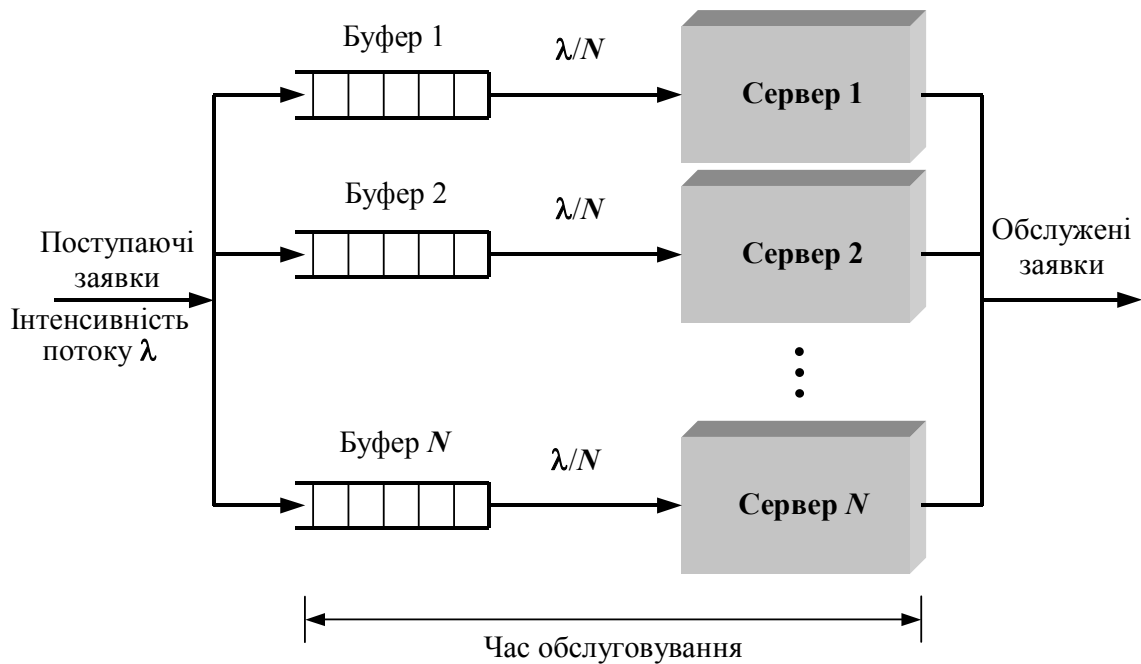 Буфер 1
λ/N
Сервер 1
Буфер 2
λ/N
Сервер 2
Поступаючі
заявки
Інтенсивність
потоку λ
Обслужені
заявки
Буфер N
λ/N
Сервер N
Час обслуговування